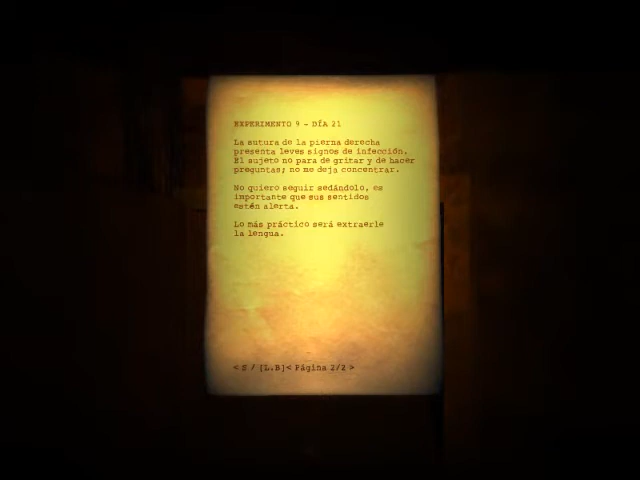 EXPERIMENTO 9 - DÍA 21
La sutura de la pierna derecha
presenta leves signos de infección.
El sujeto no para de gritar y de hacer
preguntas; no me deja concentrar.
No quiero seguir sedándolo, es
importante que sus sentidos
estén alerta.
Lo más práctico será extraerle
la lengua.
< S / [L.B]< Página 2/2 >